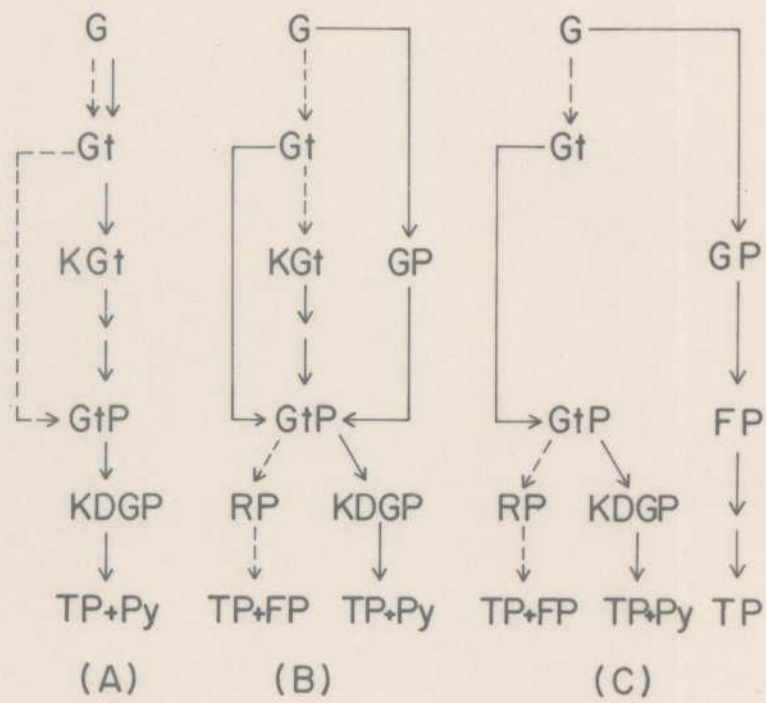 G G G
Gt Gt Gt
KGt KGt GP GP
GtP GtP GtP FP
KDGP RP KDGP RP KDGP
TP+Py TP+FP TP+Py TP+FP TP+Py TP
(A) (B) (C)